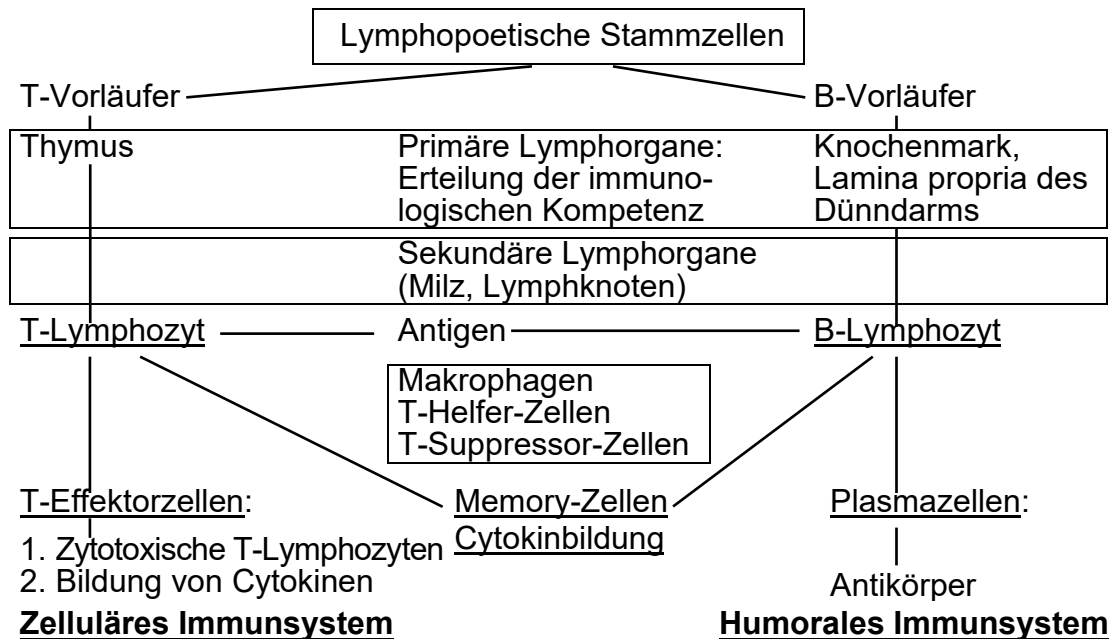 Lymphopoetische Stammzellen
T-Vorläufer
B-Vorläufer
Thymus
Primäre Lymphorgane:
Erteilung der immuno-
logischen Kompetenz
Knochenmark,
Lamina propria des
Dünndarms
Sekundäre Lymphorgane
(Milz, Lymphknoten)
T-Lymphozyt
Antigen
B-Lymphozyt
Makrophagen
T-Helfer-Zellen
T-Suppressor-Zellen
T-Effektorzellen:
1. Zytotoxische T-Lymphozyten
2. Bildung von Cytokinen
Memory-Zellen
Cytokinbildung
Plasmazellen:
Antikörper
Zelluläres Immunsystem
Humorales Immunsystem